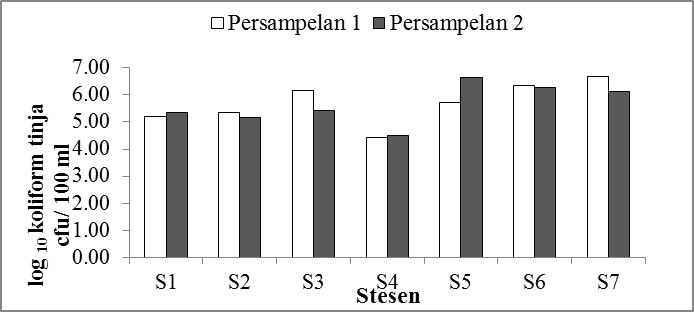 Persampelan 1 Persampelan 2
log 10 koliform tinja
cfu/ 100 ml
7.00
6.00
5.00
4.00
3.00
2.00
1.00
0.00
S1 S2 S3 S4 S5 S6 S7
Stesen